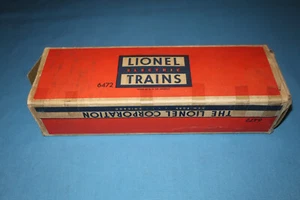 LIONEL
ELECTRIC
TRAINS
6472
THE LIONEL CORPORATION